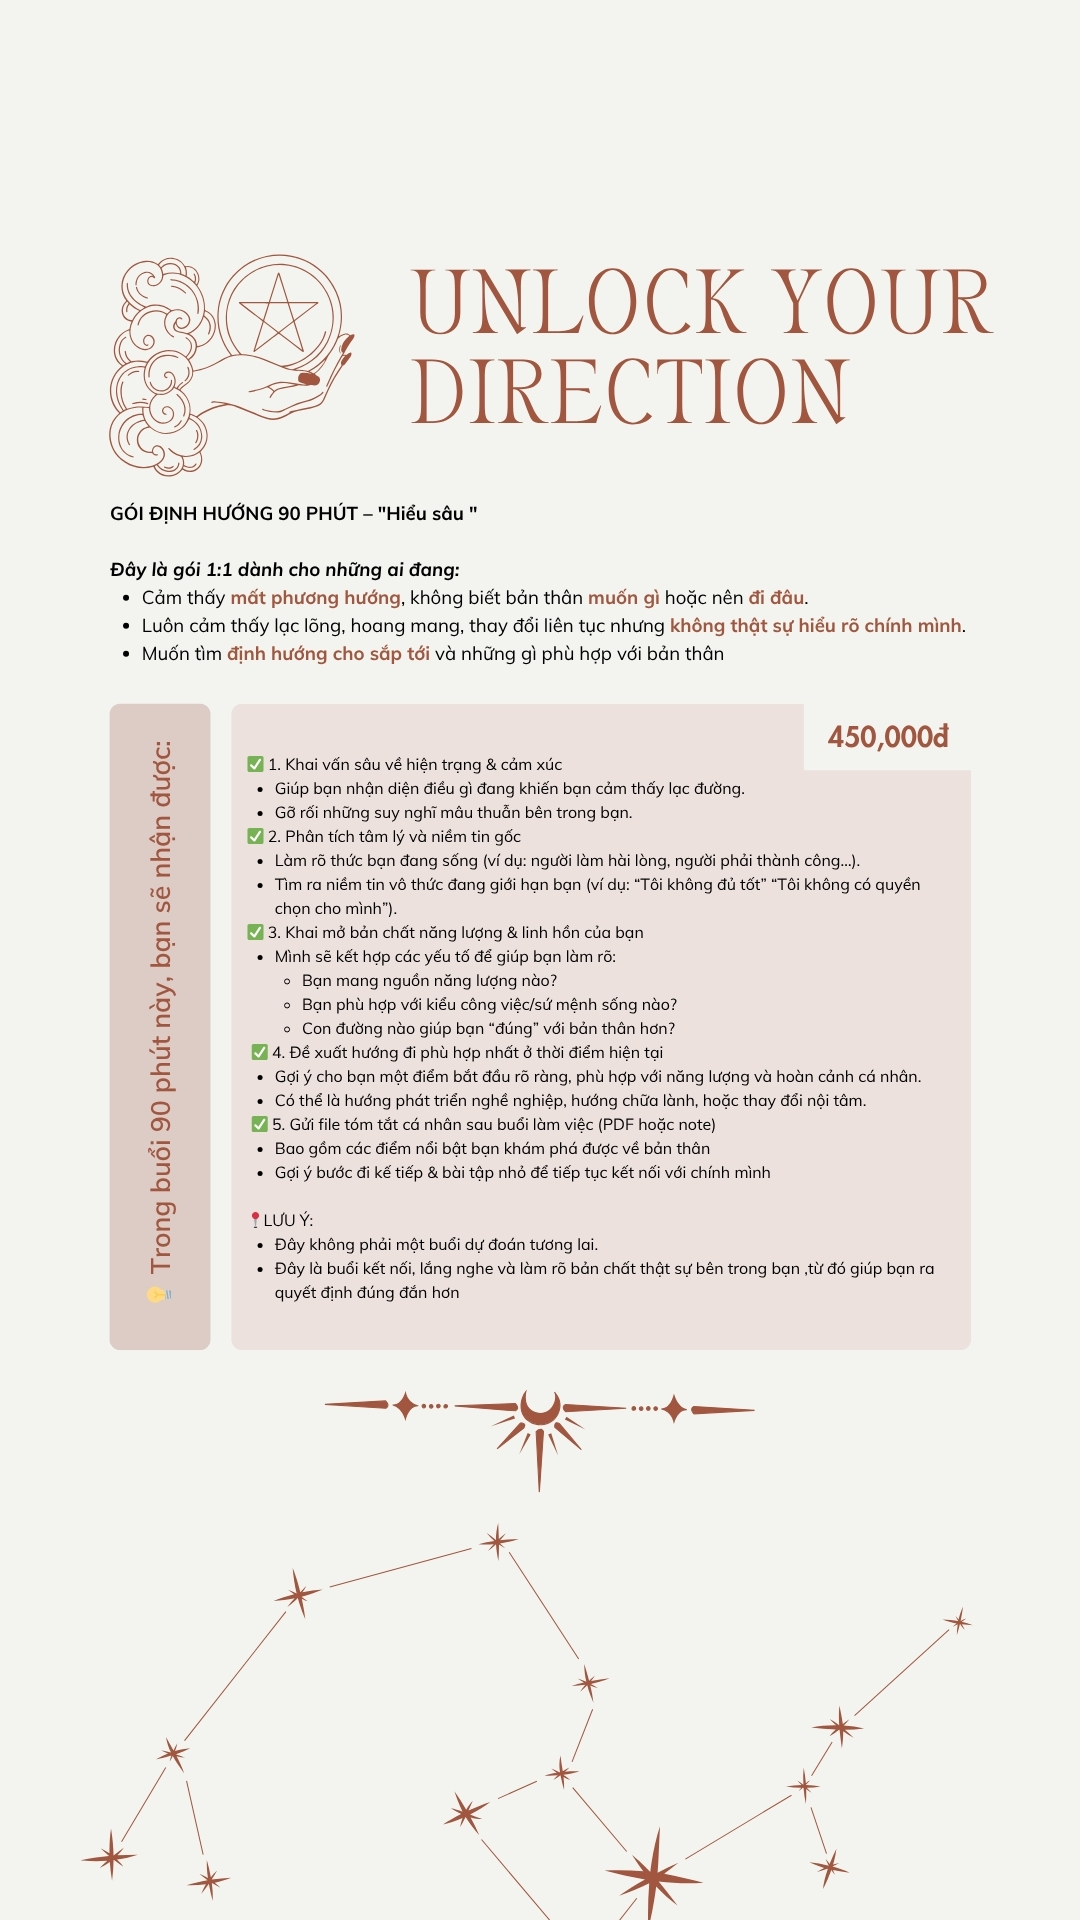 UNLOCK YOUR
DIRECTION
GÓI ĐỊNH HƯỚNG 90 PHÚT – "Hiểu sâu "
Đây là gói 1:1 dành cho những ai đang:
• Cảm thấy mất phương hướng, không biết bản thân muốn gì hoặc nên đi đâu.
• Luôn cảm thấy lạc lõng, hoang mang, thay đổi liên tục nhưng không thật sự hiểu rõ chính mình.
• Muốn tìm định hướng cho sắp tới và những gì phù hợp với bản thân
Trong buổi 90 phút này, bạn sẽ nhận được:
450,000đ
✅ 1. Khai vấn sâu về hiện trạng & cảm xúc
• Giúp bạn nhận diện điều gì đang khiến bạn cảm thấy lạc đường.
• Gỡ rối những suy nghĩ mâu thuẫn bên trong bạn.
✅ 2. Phân tích tâm lý và niềm tin gốc
• Làm rõ thức bạn đang sống (ví dụ: người làm hài lòng, người phải thành công...).
• Tìm ra niềm tin vô thức đang giới hạn bạn (ví dụ: “Tôi không đủ tốt” “Tôi không có quyền
chọn cho mình”).
✅ 3. Khai mở bản chất năng lượng & linh hồn của bạn
• Mình sẽ kết hợp các yếu tố để giúp bạn làm rõ:
◦ Bạn mang nguồn năng lượng nào?
◦ Bạn phù hợp với kiểu công việc/sứ mệnh sống nào?
◦ Con đường nào giúp bạn “đúng” với bản thân hơn?
✅ 4. Đề xuất hướng đi phù hợp nhất ở thời điểm hiện tại
• Gợi ý cho bạn một điểm bắt đầu rõ ràng, phù hợp với năng lượng và hoàn cảnh cá nhân.
• Có thể là hướng phát triển nghề nghiệp, hướng chữa lành, hoặc thay đổi nội tâm.
✅ 5. Gửi file tóm tắt cá nhân sau buổi làm việc (PDF hoặc note)
• Bao gồm các điểm nổi bật bạn khám phá được về bản thân
• Gợi ý bước đi kế tiếp & bài tập nhỏ để tiếp tục kết nối với chính mình
📍LƯU Ý:
• Đây không phải một buổi dự đoán tương lai.
• Đây là buổi kết nối, lắng nghe và làm rõ bản chất thật sự bên trong bạn ,từ đó giúp bạn ra
quyết định đúng đắn hơn